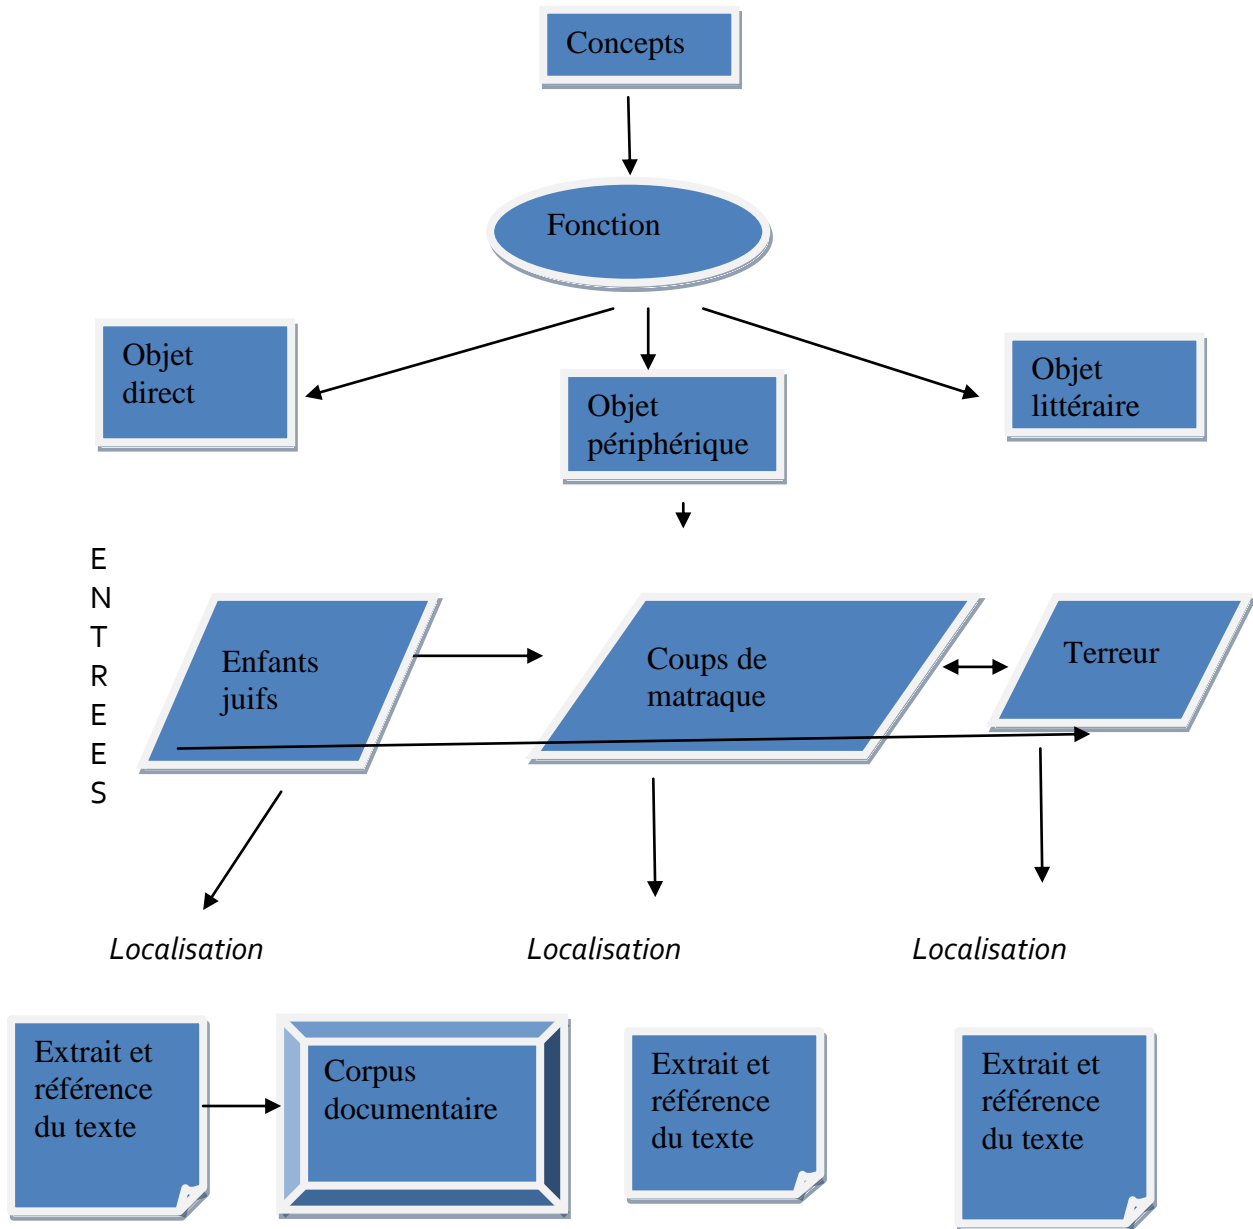 Concepts
Fonction
Objet
direct
Objet
périphérique
Objet
littéraire
E
N
T
R
E
E
S
Enfants
juifs
Coups de
matraque
Terreur
Localisation
Localisation
Localisation
Extrait et
référence
du texte
Corpus
documentaire
Extrait et
référence
du texte
Extrait et
référence
du texte